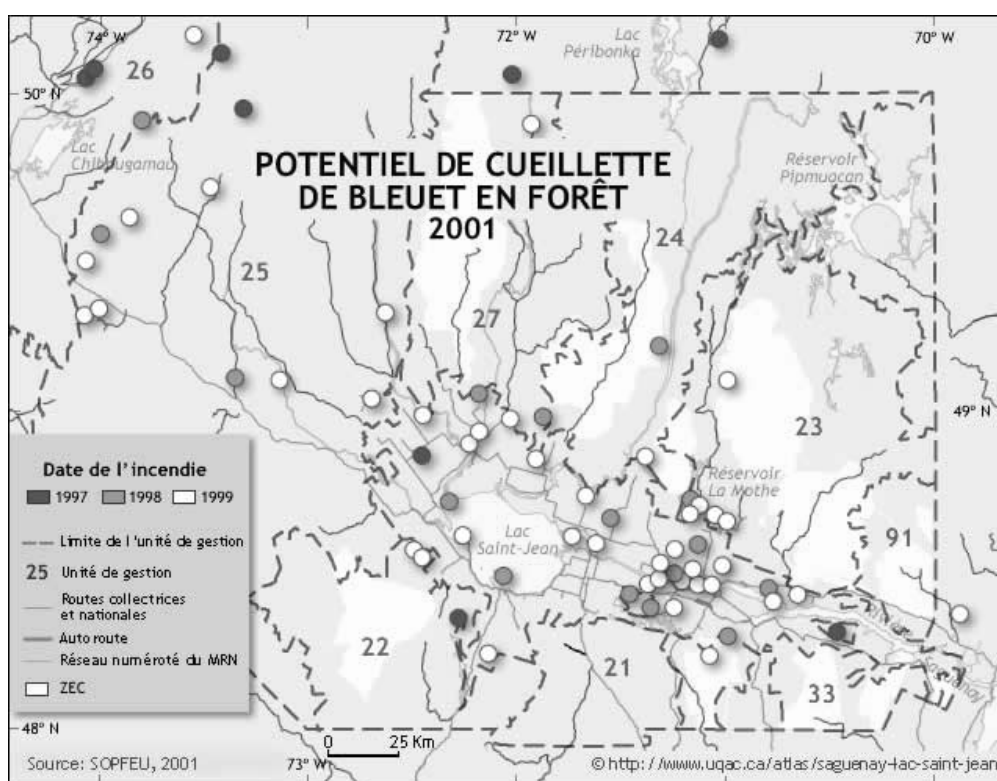 74° W
72° W
70° W
Lac
Péribonka
26
50° N
Lac
Chibougamau
POTENTIEL DE CUEILLETTE
DE BLEUET EN FORÊT
2001
Réservoir
Pipmuacan
24
25
27
49° N
23
Réservoir
La Mothe
Date de l'incendie
1997 1998 1999
Limite de l'unité de gestion
25 Unité de gestion
Routes collectrices
et nationales
Autoroute
Réseau numéroté du MRN
ZEC
Lac
Saint-Jean
91
22
21
33
Rivière
Saguenay
48° N
0 25 Km
73° W
Source: SOPFEU, 2001
© http://www.uqac.ca/atlas/saguenay-lac-saint-jean